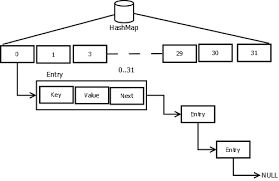 HashMap
0 1 3 29 30 31
0..31
Entry
Key Value Next
Entry
Entry
NULL